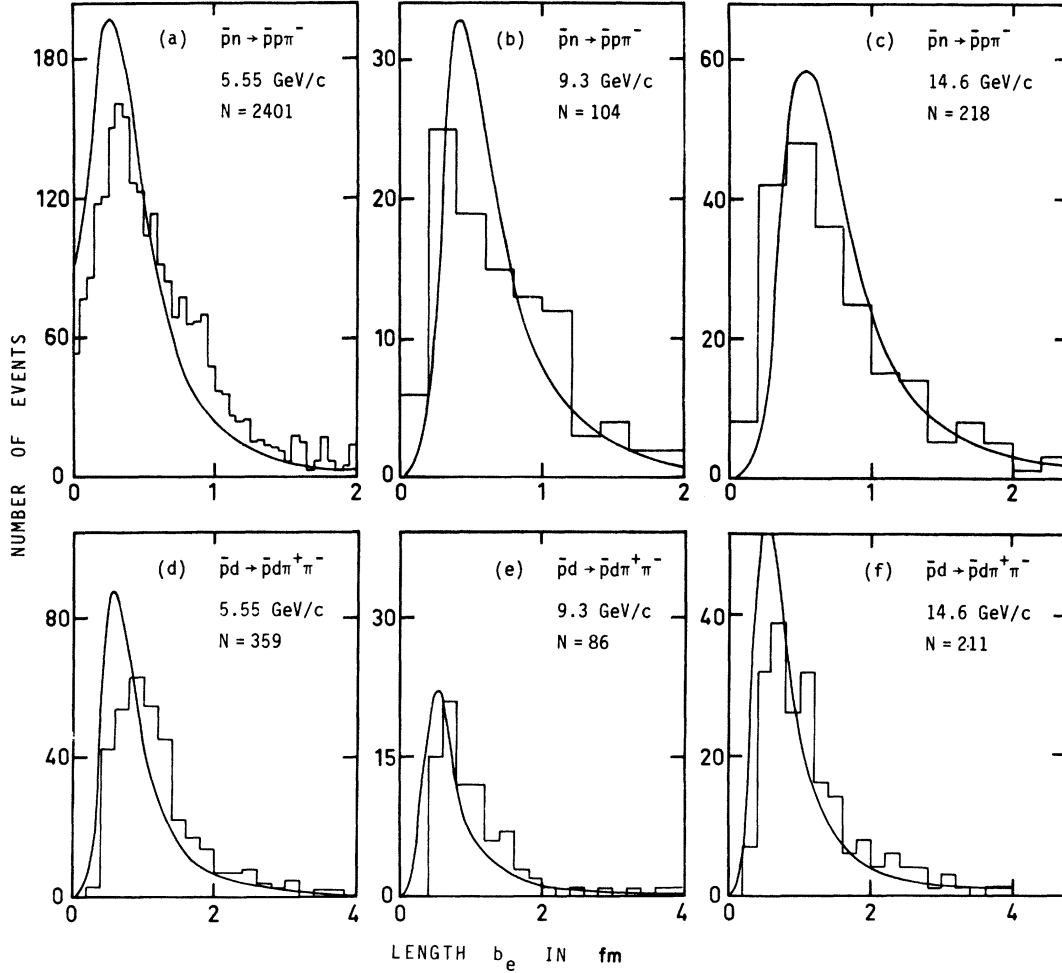 NUMBER OF EVENTS
180
120
60
0
0
1
2
(a) p̄n → p̄pπ⁻
5.55 GeV/c
N = 2401
30
20
10
0
0
1
2
(b) p̄n → p̄pπ⁻
9.3 GeV/c
N = 104
60
40
20
0
0
1
2
(c) p̄n → p̄pπ⁻
14.6 GeV/c
N = 218
80
40
0
0
2
4
(d) p̄d → p̄dπ⁺π⁻
5.55 GeV/c
N = 359
30
15
0
0
2
4
(e) p̄d → p̄dπ⁺π⁻
9.3 GeV/c
N = 86
40
20
0
0
2
4
(f) p̄d → p̄dπ⁺π⁻
14.6 GeV/c
N = 211
LENGTH bₑ IN fm